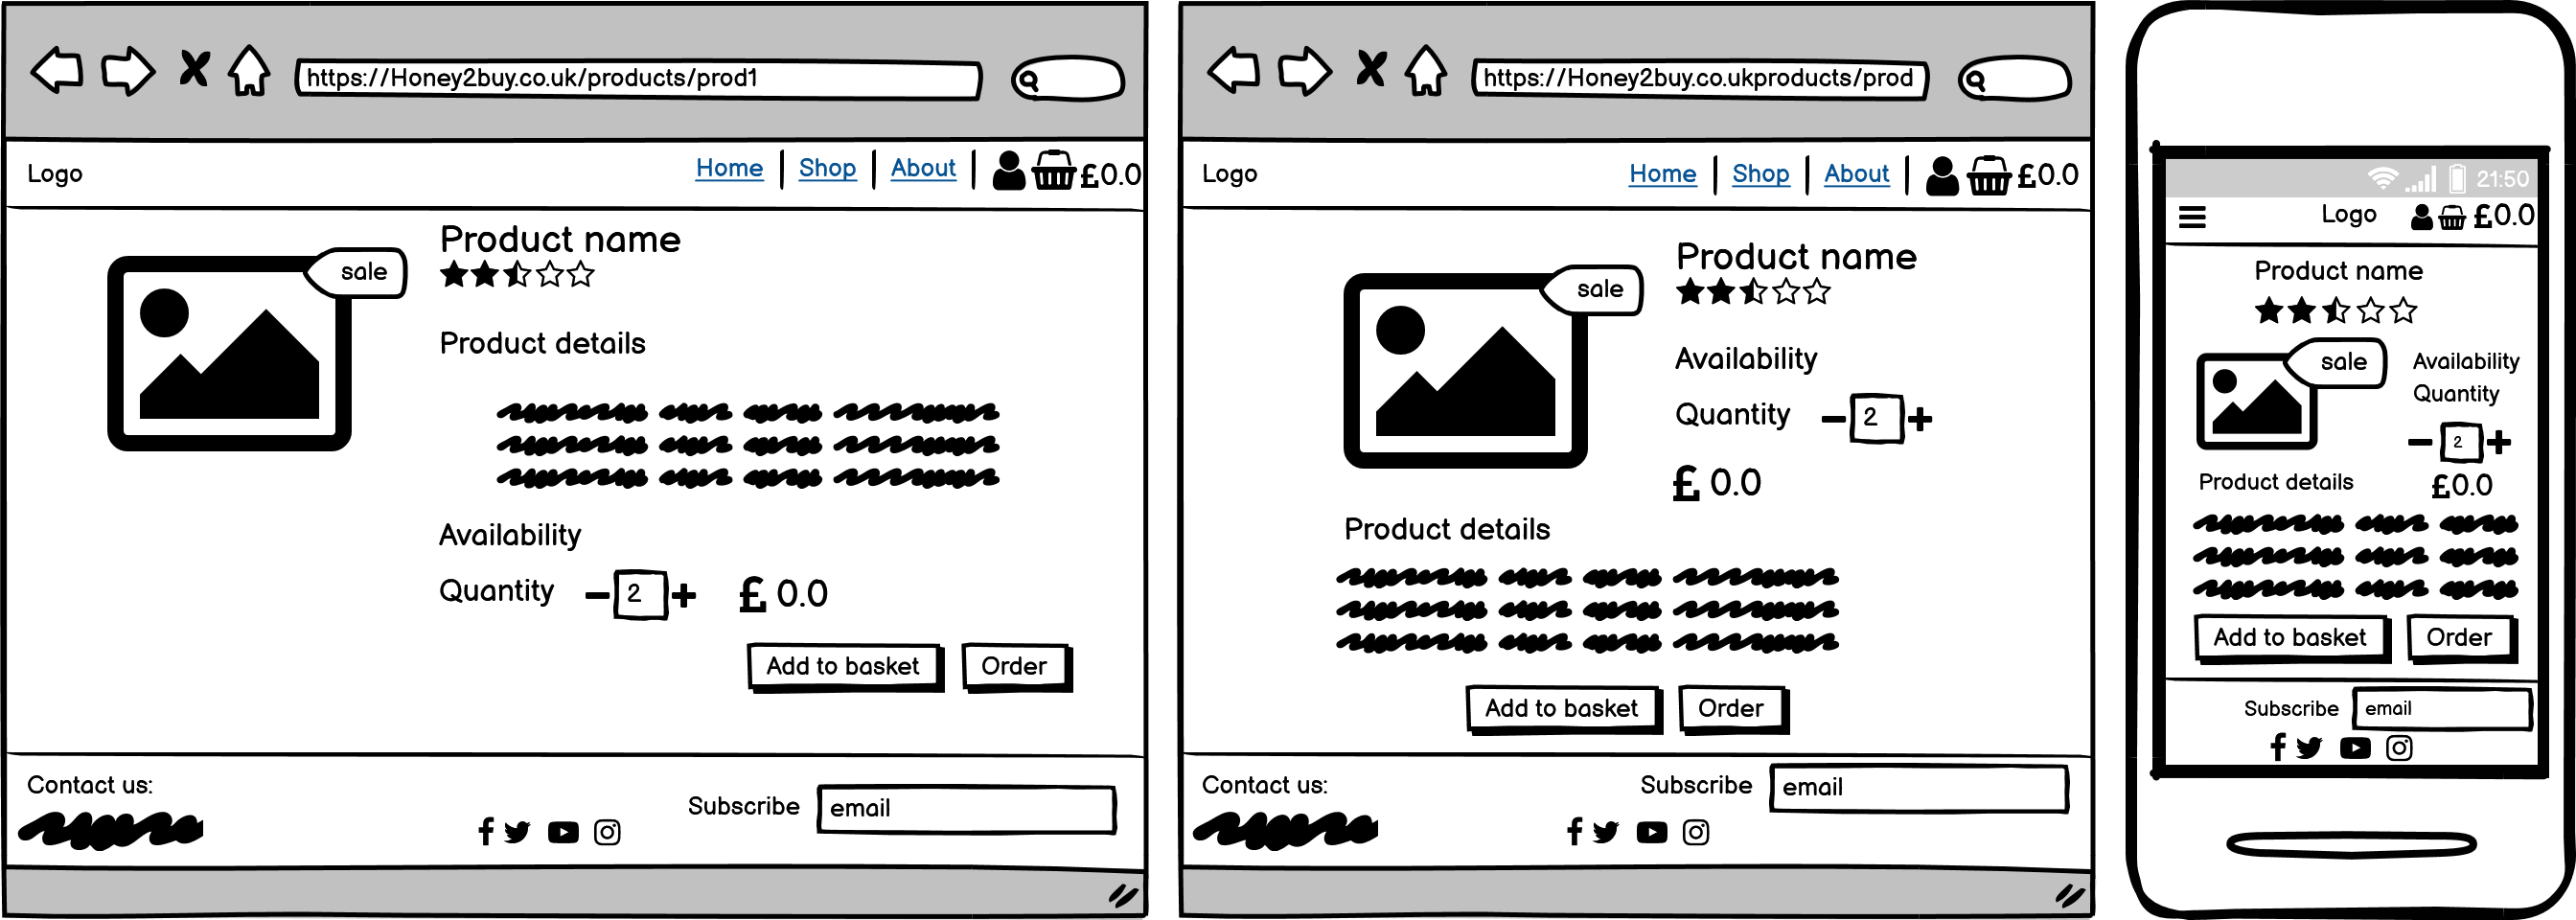 https://Honey2buy.co.uk/products/prod1
Logo
Home
Shop
About
£0.0
Product name
sale
Product details
Availability
Quantity
2
£ 0.0
Add to basket
Order
Contact us:
Subscribe
email
https://Honey2buy.co.ukproducts/prod
Logo
Home
Shop
About
£0.0
Product name
sale
Availability
Quantity
2
£ 0.0
Product details
Add to basket
Order
Contact us:
Subscribe
email
21:50
Logo
£0.0
Product name
sale
Availability
Quantity
2
Product details
£0.0
Add to basket
Order
Subscribe
email